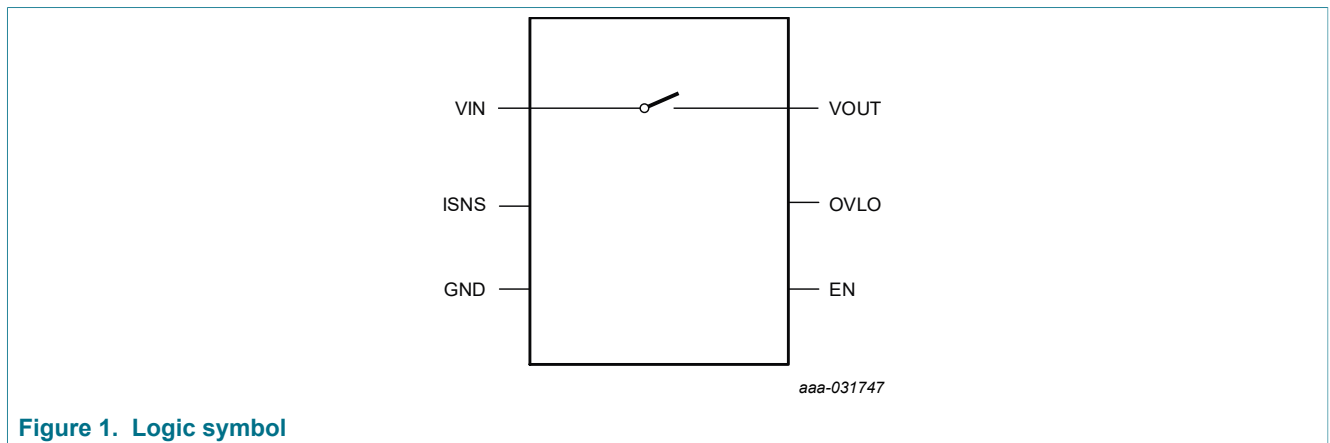 VIN
VOUT
ISNS
OVLO
GND
EN
aaa-031747
Figure 1. Logic symbol